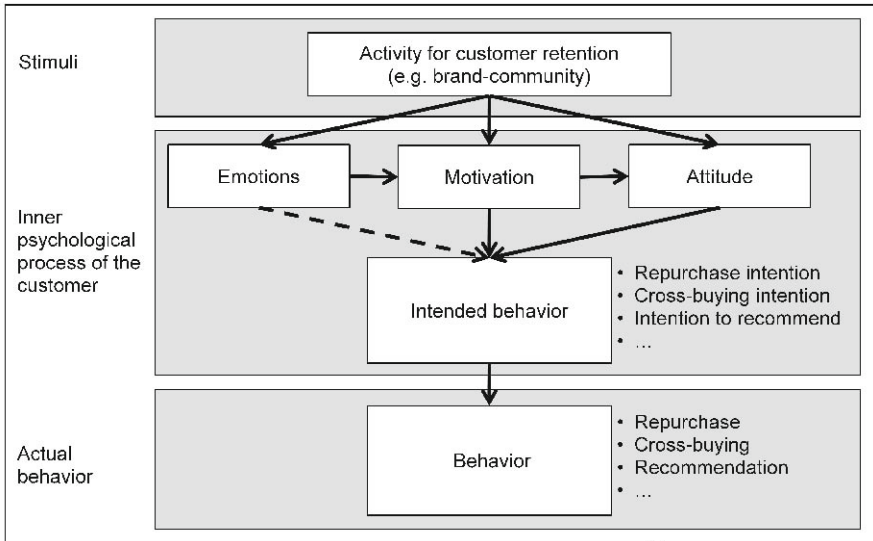 Stimuli
Activity for customer retention
(e.g. brand-community)
Emotions
Motivation
Attitude
Inner
psychological
process of the
customer
Intended behavior
• Repurchase intention
• Cross-buying intention
• Intention to recommend
• ...
Actual
behavior
Behavior
• Repurchase
• Cross-buying
• Recommendation
• ...